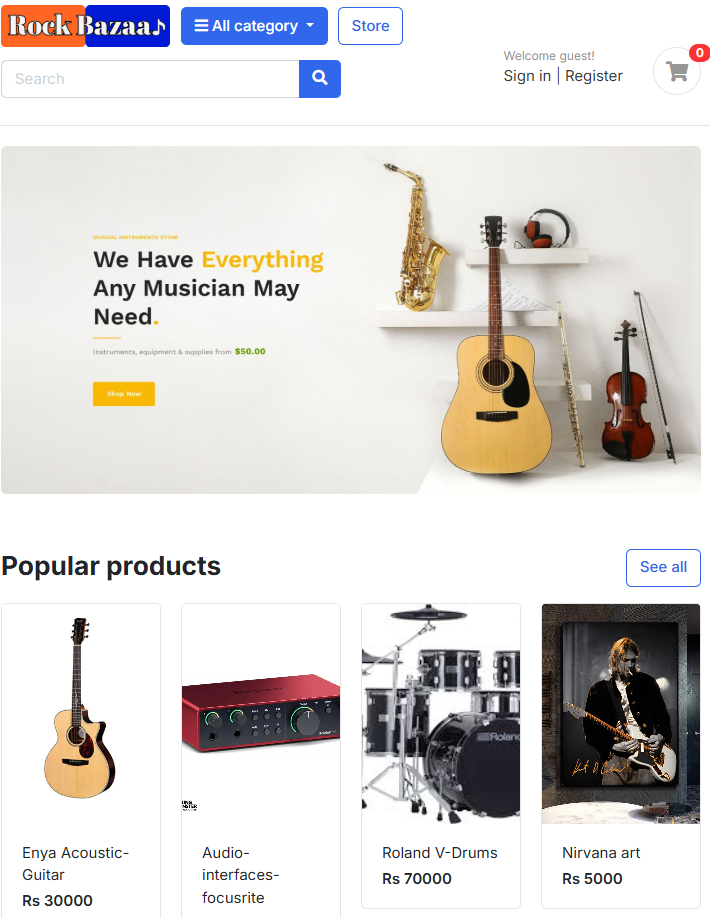 Rock Bazaa
All category
Store
Search
Welcome guest!
Sign in | Register
0
MUSICAL INSTRUMENTS STORE
We Have Everything
Any Musician May
Need.
Instruments, equipment & supplies from $50.00
Shop Now
Popular products
See all
Roland
Enya Acoustic-
Guitar
Rs 30000
Audio-
interfaces-
focusrite
Roland V-Drums
Rs 70000
Nirvana art
Rs 5000